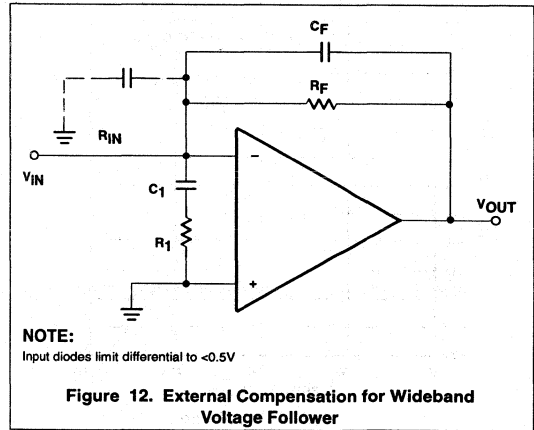 CF
RF
RIN
VIN
−
C1
R1
VOUT
+
NOTE:
Input diodes limit differential to <0.5V
Figure 12. External Compensation for Wideband
Voltage Follower